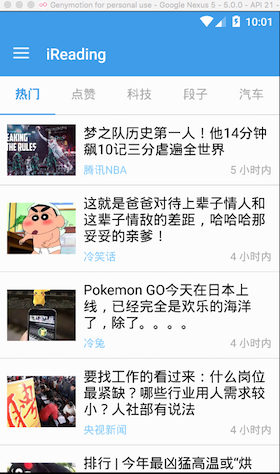 Genymotion for personal use - Google Nexus 5 - 5.0.0 - API 21 -
10:01
iReading
热门 点赞 科技 段子 汽车
THE RULES
梦之队历史第一人！他14分钟
飙10记三分虐遍全世界
腾讯NBA 5 小时内
这就是爸爸对待上辈子情人和
这辈子情敌的差距，哈哈哈那
妥妥的亲爹！
冷笑话 4 小时内
Pokemon GO今天在日本上
线，已经完全是欢乐的海洋
了，除了。。。。
冷兔 4 小时内
要找工作的看过来：什么岗位
最紧缺？哪些行业用人需求较
小？人社部有说法
央视新闻 4 小时内
排行 | 今年最凶猛高温或“烘